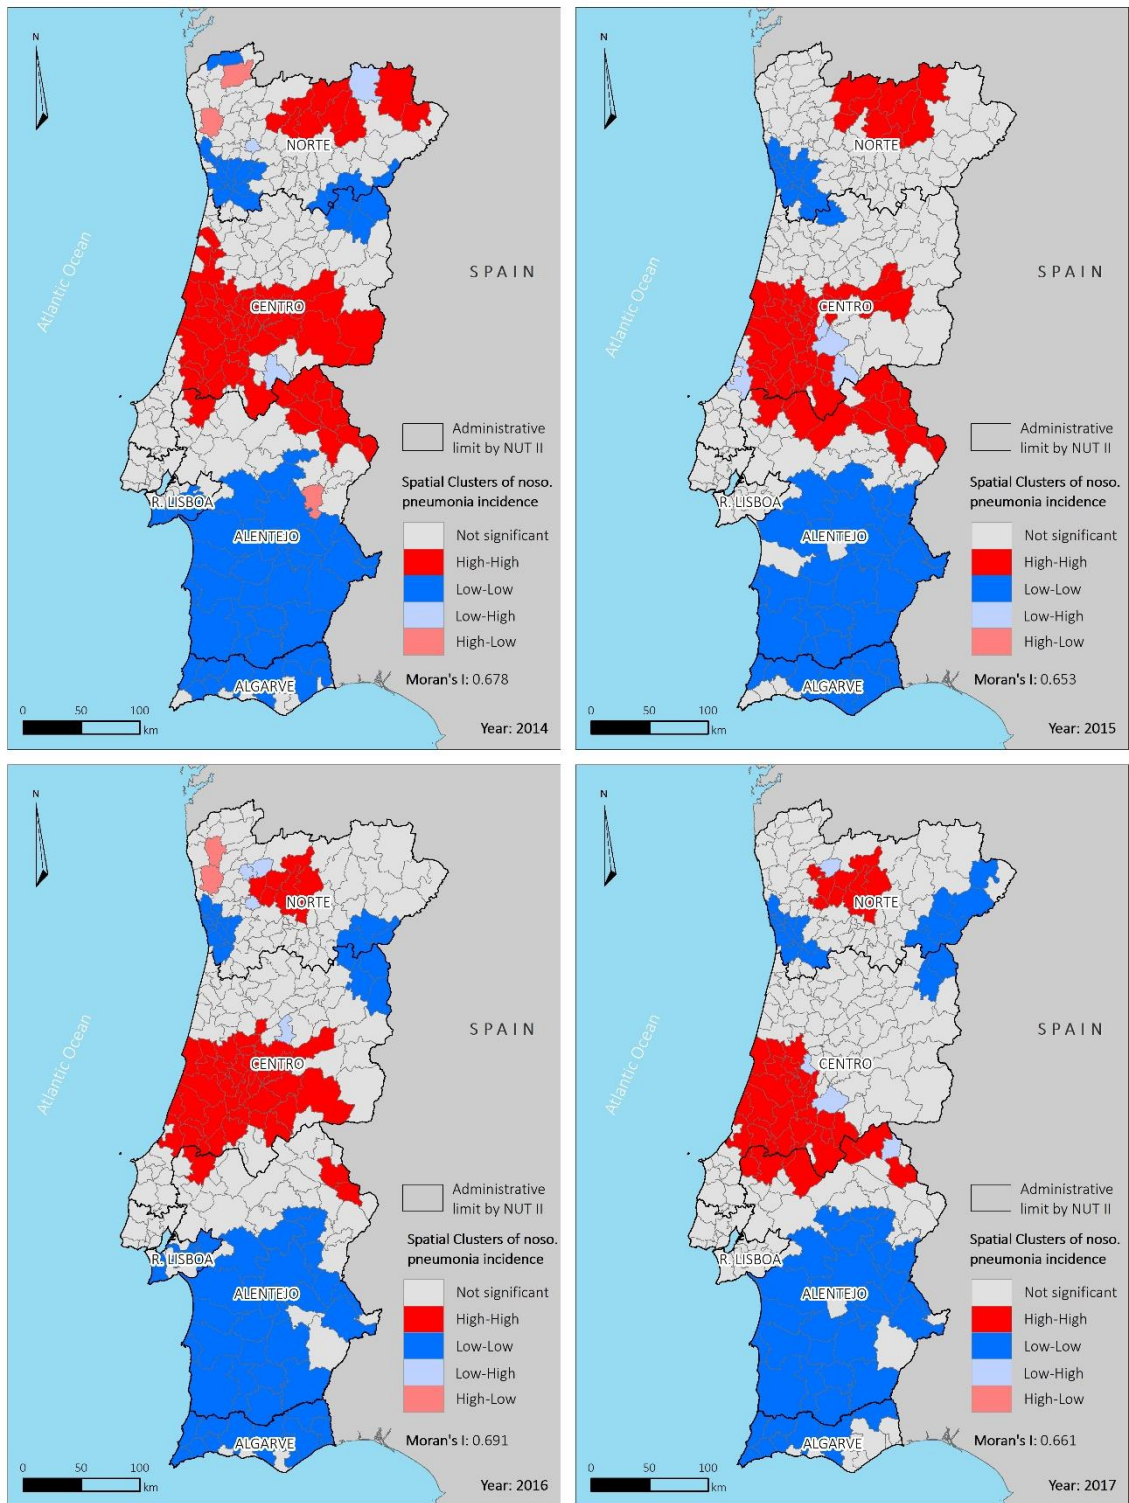 N
NORTE
Atlantic Ocean
SPAIN
CENTRO
Administrative
limit by NUT II
Spatial Clusters of noso.
pneumonia incidence
R. LISBOA
Not significant
ALENTEJO
High-High
Low-Low
Low-High
High-Low
Moran's I: 0.678
ALGARVE
0 50 100
km
Year: 2014
N
NORTE
Atlantic Ocean
SPAIN
CENTRO
Administrative
limit by NUT II
Spatial Clusters of noso.
pneumonia incidence
R. LISBOA
Not significant
ALENTEJO
High-High
Low-Low
Low-High
High-Low
Moran's I: 0.653
ALGARVE
0 50 100
km
Year: 2015
N
NORTE
Atlantic Ocean
SPAIN
CENTRO
Administrative
limit by NUT II
Spatial Clusters of noso.
pneumonia incidence
R. LISBOA
Not significant
ALENTEJO
High-High
Low-Low
Low-High
High-Low
Moran's I: 0.691
ALGARVE
0 50 100
km
Year: 2016
N
NORTE
Atlantic Ocean
SPAIN
CENTRO
Administrative
limit by NUT II
Spatial Clusters of noso.
pneumonia incidence
R. LISBOA
Not significant
ALENTEJO
High-High
Low-Low
Low-High
High-Low
Moran's I: 0.661
ALGARVE
0 50 100
km
Year: 2017